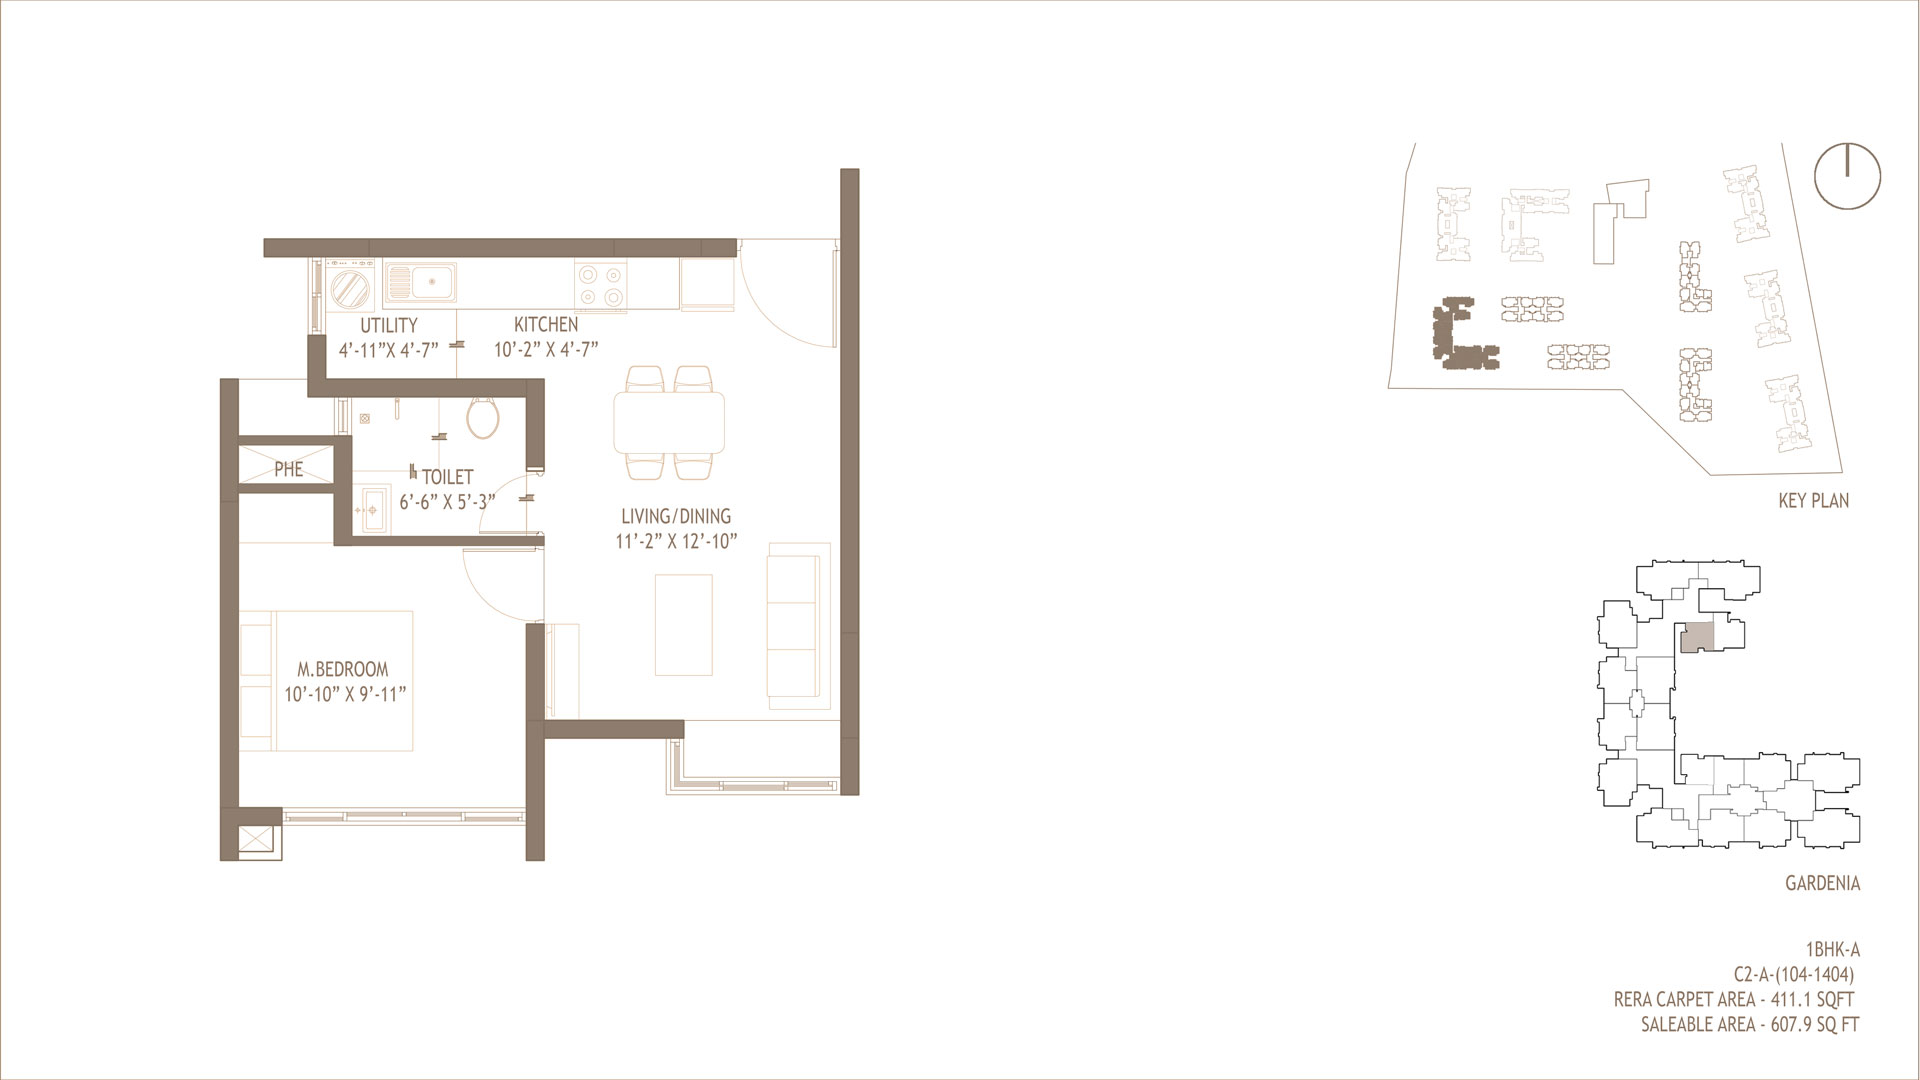 UTILITY
4’-11”X 4’-7”
KITCHEN
10’-2” X 4’-7”
PHE
TOILET
6’-6” X 5’-3”
LIVING/DINING
11’-2” X 12’-10”
M.BEDROOM
10’-10” X 9’-11”
KEY PLAN
GARDENIA
1BHK-A
C2-A-(104-1404)
RERA CARPET AREA - 411.1 SQFT
SALEABLE AREA - 607.9 SQ FT